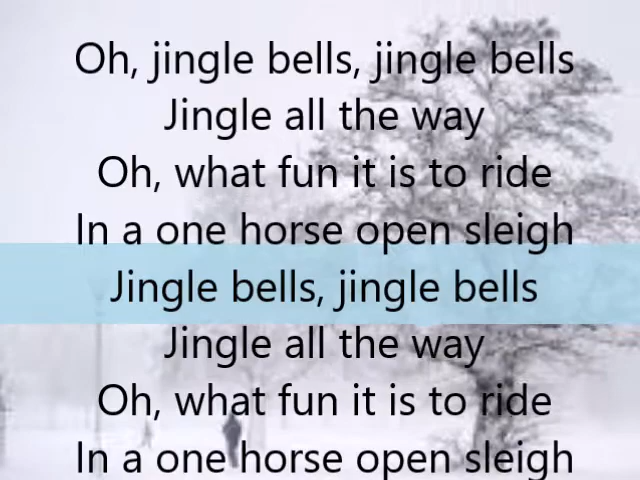 Oh, jingle bells, jingle bells
Jingle all the way
Oh, what fun it is to ride
In a one horse open sleigh
Jingle bells, jingle bells
Jingle all the way
Oh, what fun it is to ride
In a one horse open sleigh